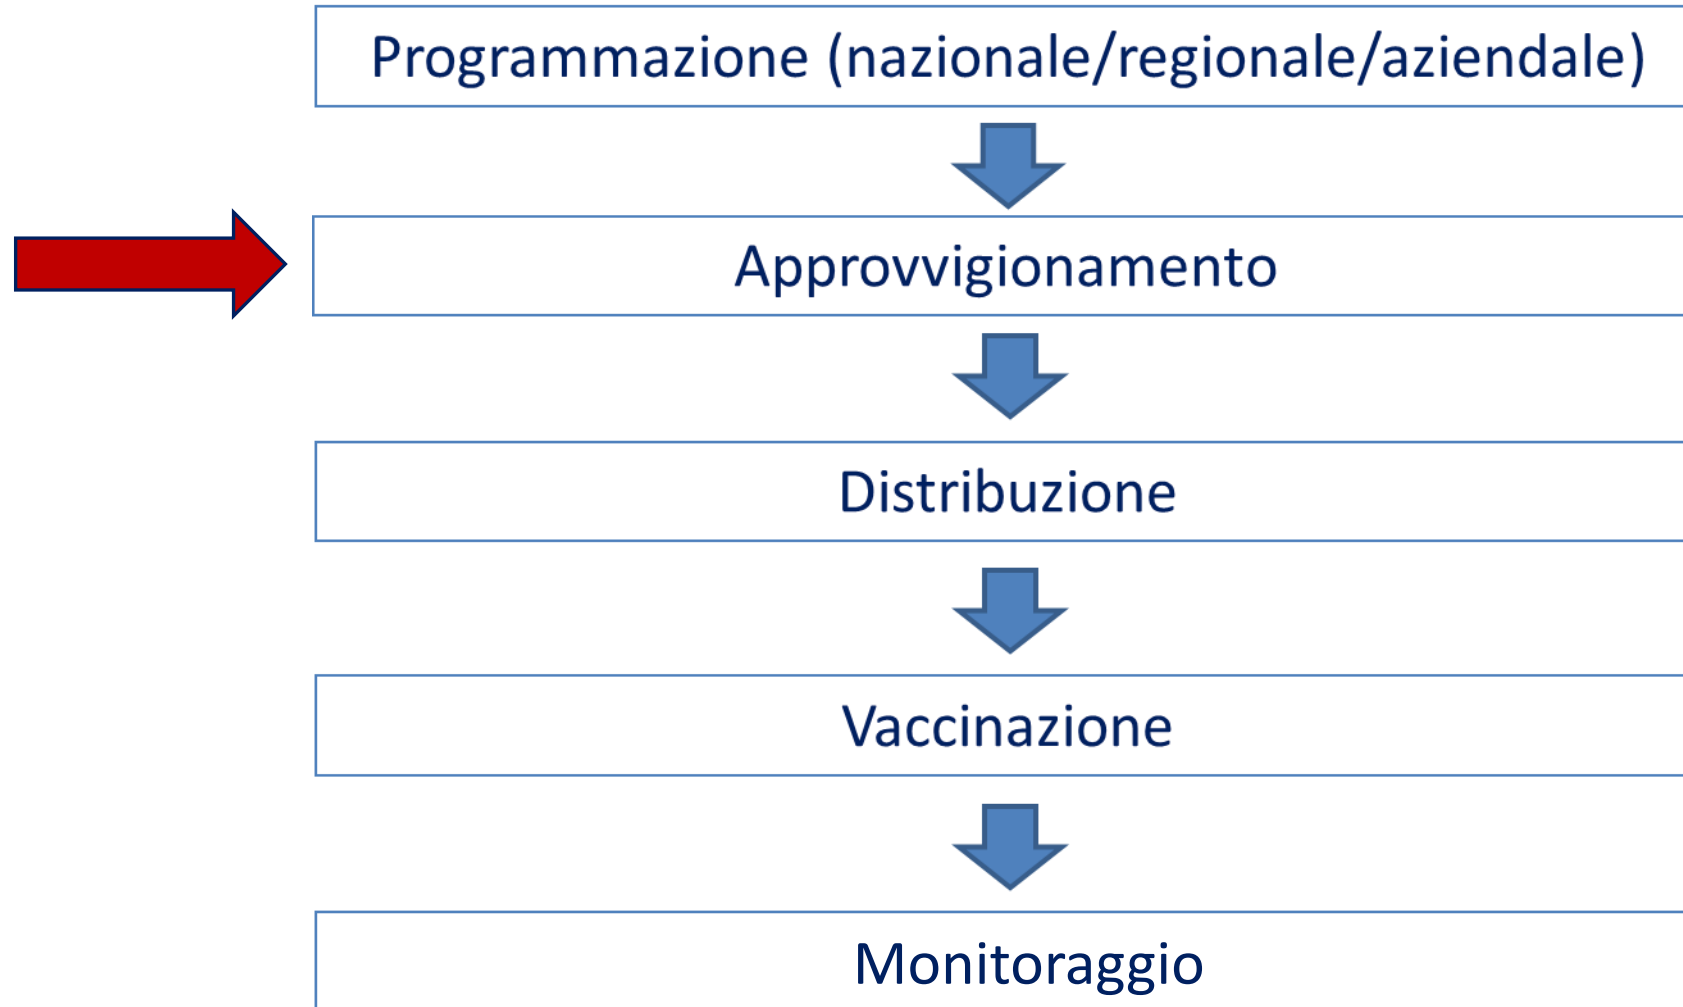 Programmazione (nazionale/regionale/aziendale)
Approvvigionamento
Distribuzione
Vaccinazione
Monitoraggio